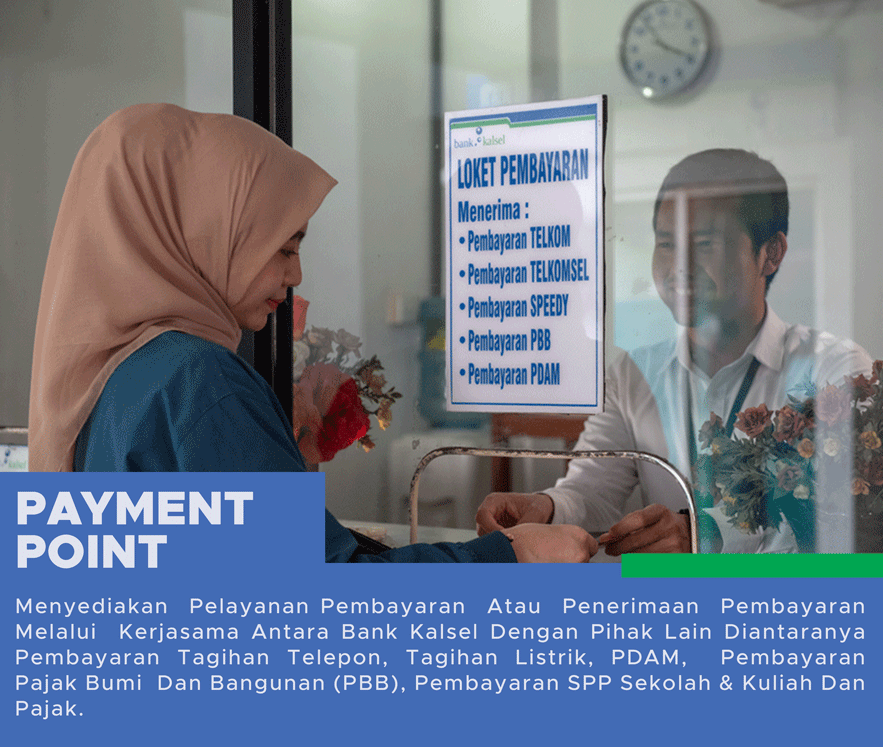 bank kalsel
LOKET PEMBAYARAN
Menerima :
• Pembayaran TELKOM
• Pembayaran TELKOMSEL
• Pembayaran SPEEDY
• Pembayaran PBB
• Pembayaran PDAM
PAYMENT
POINT
Menyediakan Pelayanan Pembayaran Atau Penerimaan Pembayaran
Melalui Kerjasama Antara Bank Kalsel Dengan Pihak Lain Diantaranya
Pembayaran Tagihan Telepon, Tagihan Listrik, PDAM, Pembayaran
Pajak Bumi Dan Bangunan (PBB), Pembayaran SPP Sekolah & Kuliah Dan
Pajak.